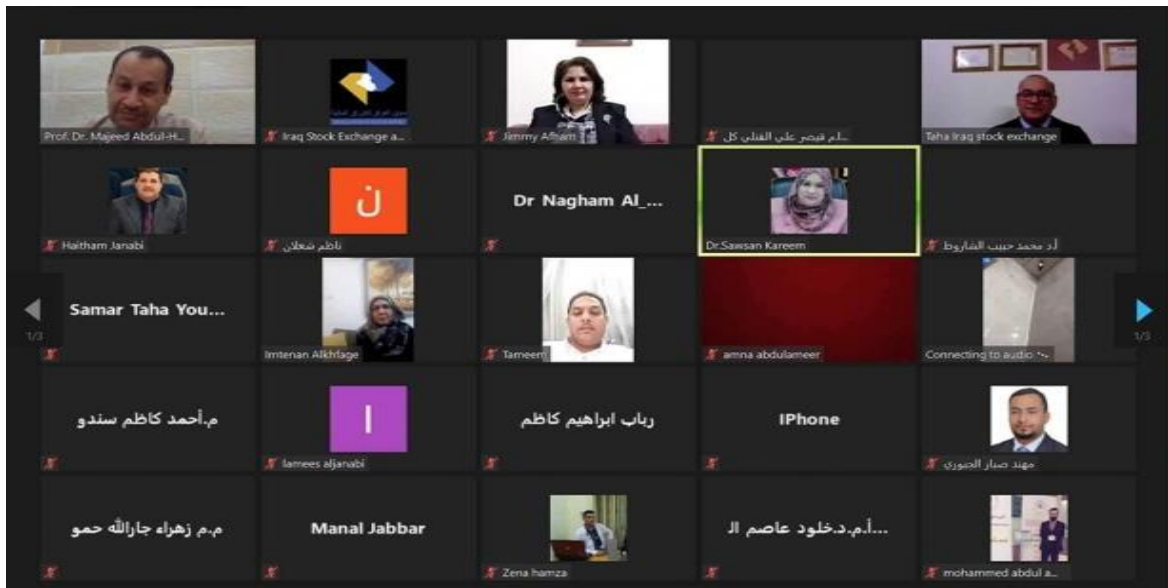 Prof. Dr. Majeed Abdul-H...
Iraq Stock Exchange a...
Jimmy Afham
...لم قيصر علي الفتلي كل
Taha Iraq stock exchange
Haitham Janabi
ن
ناظم شعلان
Dr Nagham Al_...
Dr.Sawsan Kareem
أ.د محمد حبيب الشاروط
Samar Taha You...
Imtenan Alkhfage
Tameem
amna abdulameer
Connecting to audio
1/3
1/3
م.أحمد كاظم سندو
ا
lamees aljanabi
رباب ابراهيم كاظم
IPhone
مهند صبار الجبوري
م.م زهراء جارالله حمو
Manal Jabbar
Zena hamza
...أ.م.د.خلود عاصم ال
mohammed abdul a...